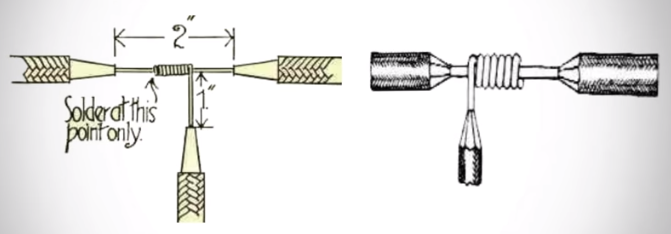 2"
1"
Solder at this
point only.